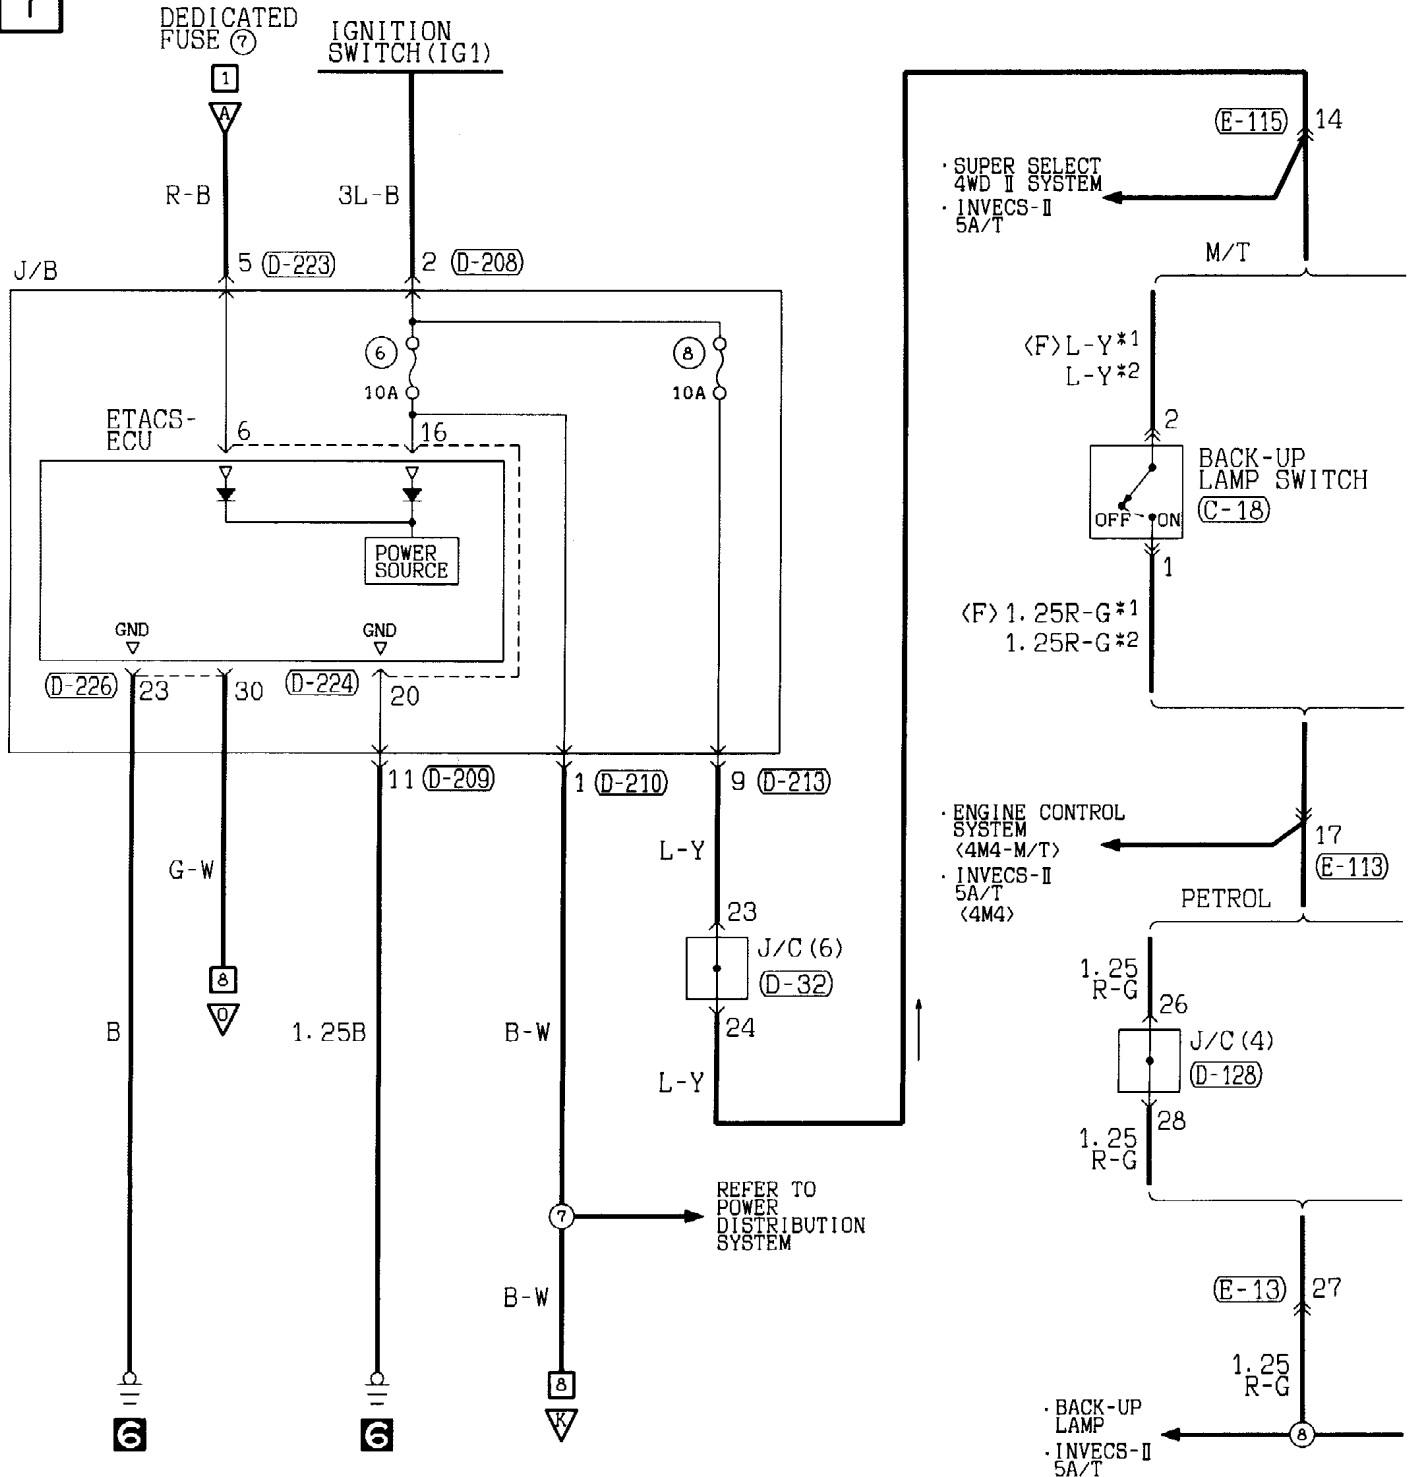 DEDICATED
FUSE ⑦
IGNITION
SWITCH(IG1)
1
A
R-B
3L-B
5 (D-223)
2 (D-208)
J/B
6
10A
8
10A
ETACS-
ECU
6
16
POWER
SOURCE
GND
GND
(D-226) 23
30
(D-224)
20
11 (D-209)
1 (D-210)
9 (D-213)
G-W
L-Y
8
O
23
J/C(6)
(D-32)
24
B
1.25B
B-W
L-Y
7
REFER TO
POWER
DISTRIBUTION
SYSTEM
B-W
8
K
6
6
(E-115) 14
·SUPER SELECT
4WD Ⅱ SYSTEM
·INVECS-Ⅱ
5A/T
M/T
<F>L-Y*1
L-Y*2
2
BACK-UP
LAMP SWITCH
(C-18)
OFF ON
1
<F>1.25R-G*1
1.25R-G*2
·ENGINE CONTROL
SYSTEM
<4M4-M/T>
·INVECS-Ⅱ
5A/T
<4M4>
17
(E-113)
PETROL
1.25
R-G
26
J/C(4)
(D-128)
28
1.25
R-G
(E-13) 27
1.25
R-G
·BACK-UP
LAMP
·INVECS-Ⅱ
5A/T
8